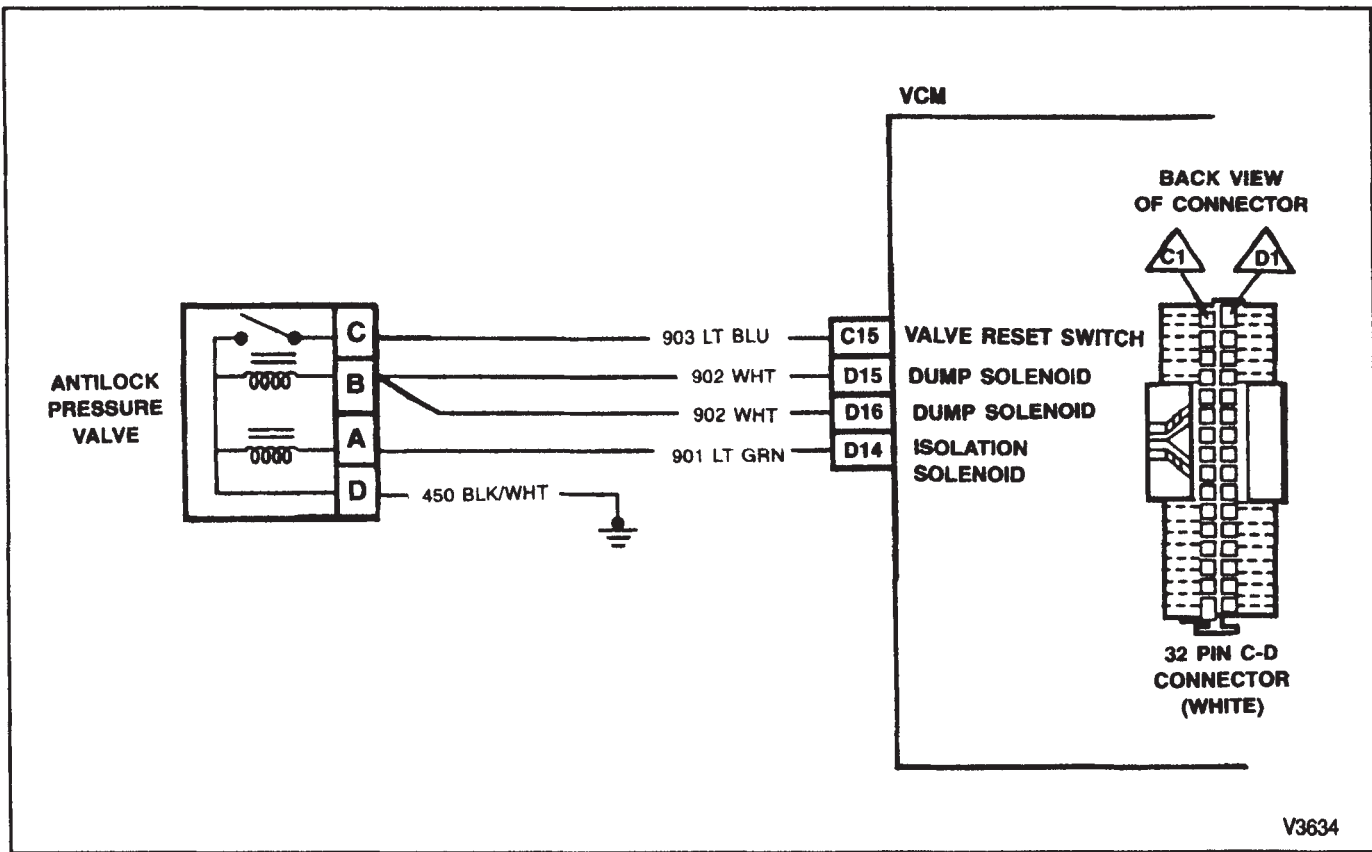 VCM
BACK VIEW
OF CONNECTOR
C1 D1
ANTILOCK
PRESSURE
VALVE
C 903 LT BLU C15 VALVE RESET SWITCH
B 902 WHT D15 DUMP SOLENOID
902 WHT D16 DUMP SOLENOID
A 901 LT GRN D14 ISOLATION
SOLENOID
D 450 BLK/WHT
32 PIN C-D
CONNECTOR
(WHITE)
V3634